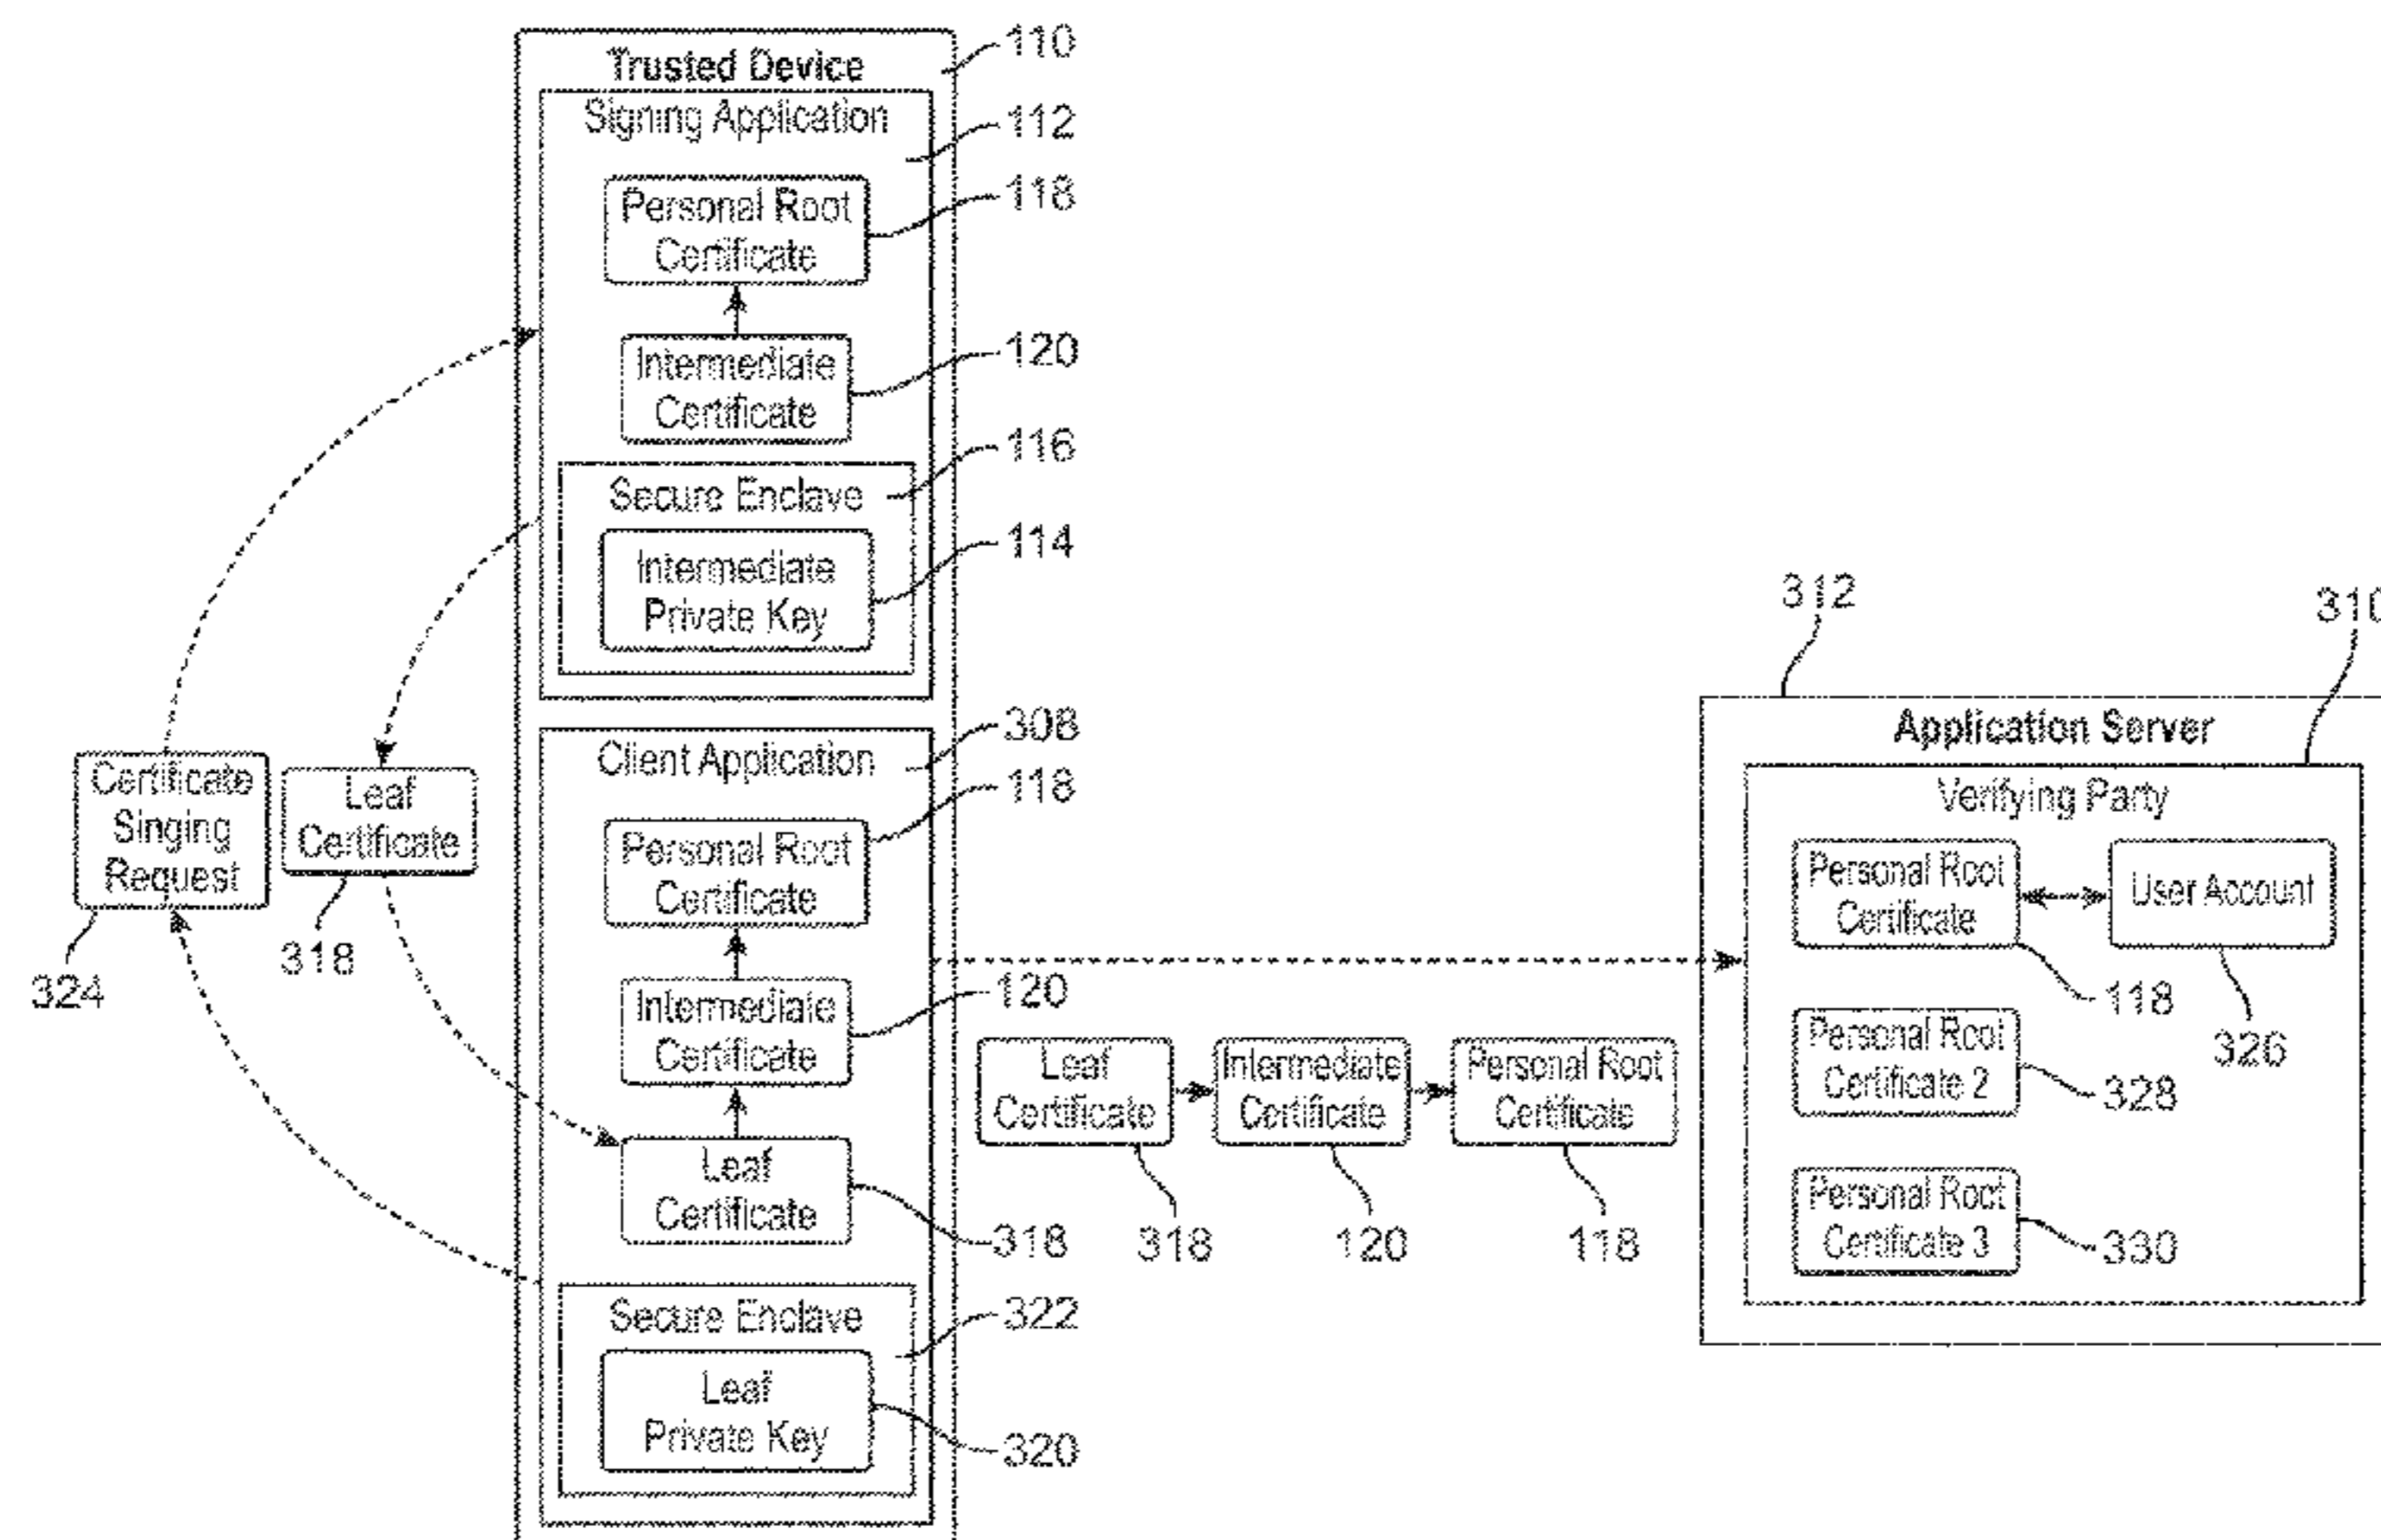 Trusted Device
110
Signing Application
112
Personal Root
Certificate
118
Intermediate
Certificate
120
116
Secure Enclave
114
Intermediate
Private Key
Client Application
308
118
Personal Root
Certificate
Intermediate
Certificate
120
Leaf
Certificate
318
Secure Enclave
322
Leaf
Private Key
320
Certificate
Singing
Request
324
Leaf
Certificate
318
Leaf
Certificate
318
Intermediate
Certificate
120
Personal Root
Certificate
118
312
310
Application Server
Verifying Party
Personal Root
Certificate
118
User Account
326
Personal Root
Certificate 2
328
Personal Root
Certificate 3
330